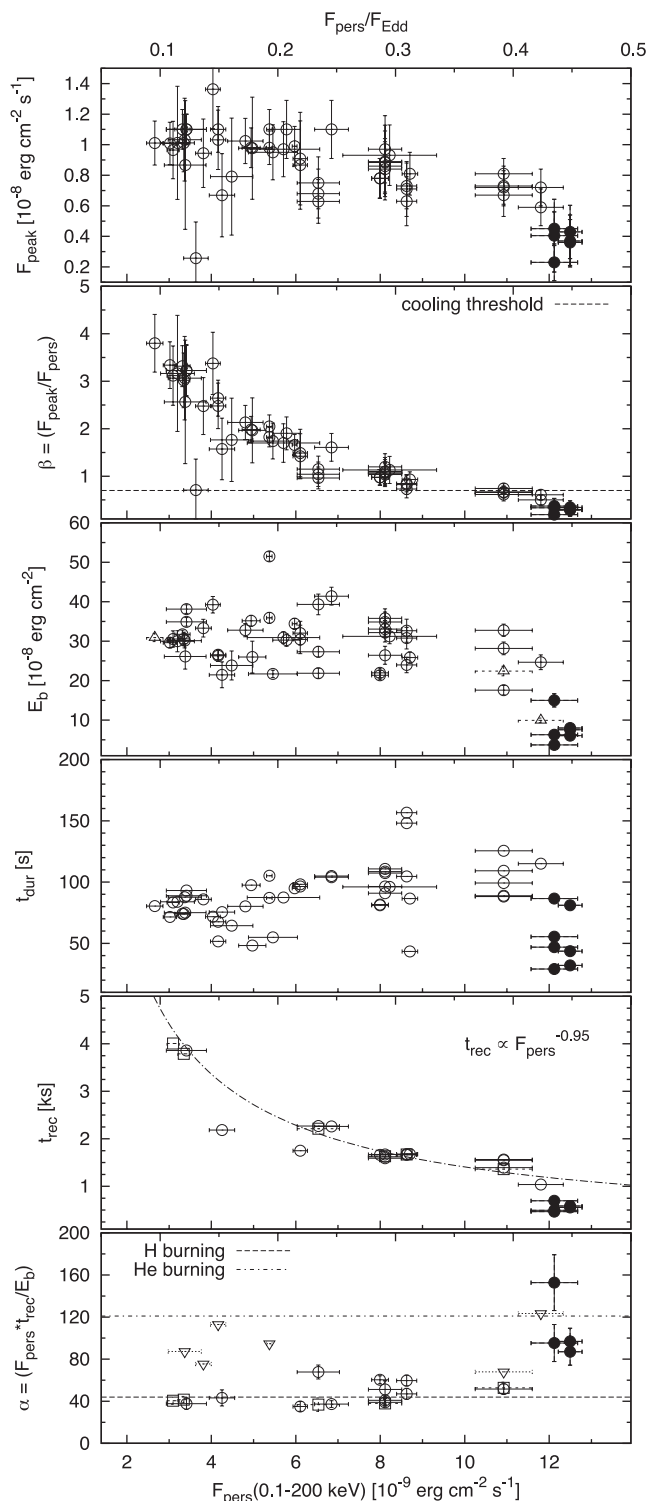 F_pers/F_Edd
0.1 0.2 0.3 0.4 0.5
F_peak [10^-8 erg cm^-2 s^-1]
1.4
1.2
1
0.8
0.6
0.4
0.2
β = (F_peak/F_pers)
5
4
3
2
1
cooling threshold
E_b [10^-8 erg cm^-2]
60
50
40
30
20
10
t_dur [s]
200
150
100
50
t_rec [ks]
5
4
3
2
1
t_rec ∝ F_pers^-0.95
α = (F_pers*t_rec/E_b)
200
160
120
80
40
0
H burning
He burning
2 4 6 8 10 12
F_pers(0.1-200 keV) [10^-9 erg cm^-2 s^-1]